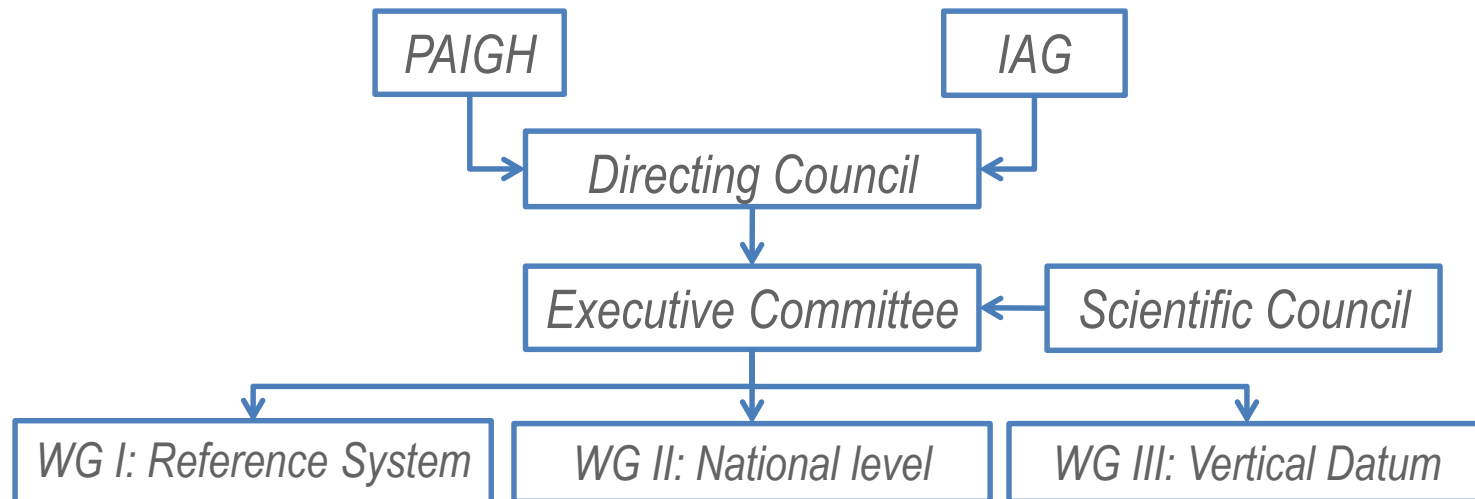 PAIGH
IAG
Directing Council
Executive Committee
Scientific Council
WG I: Reference System
WG II: National level
WG III: Vertical Datum